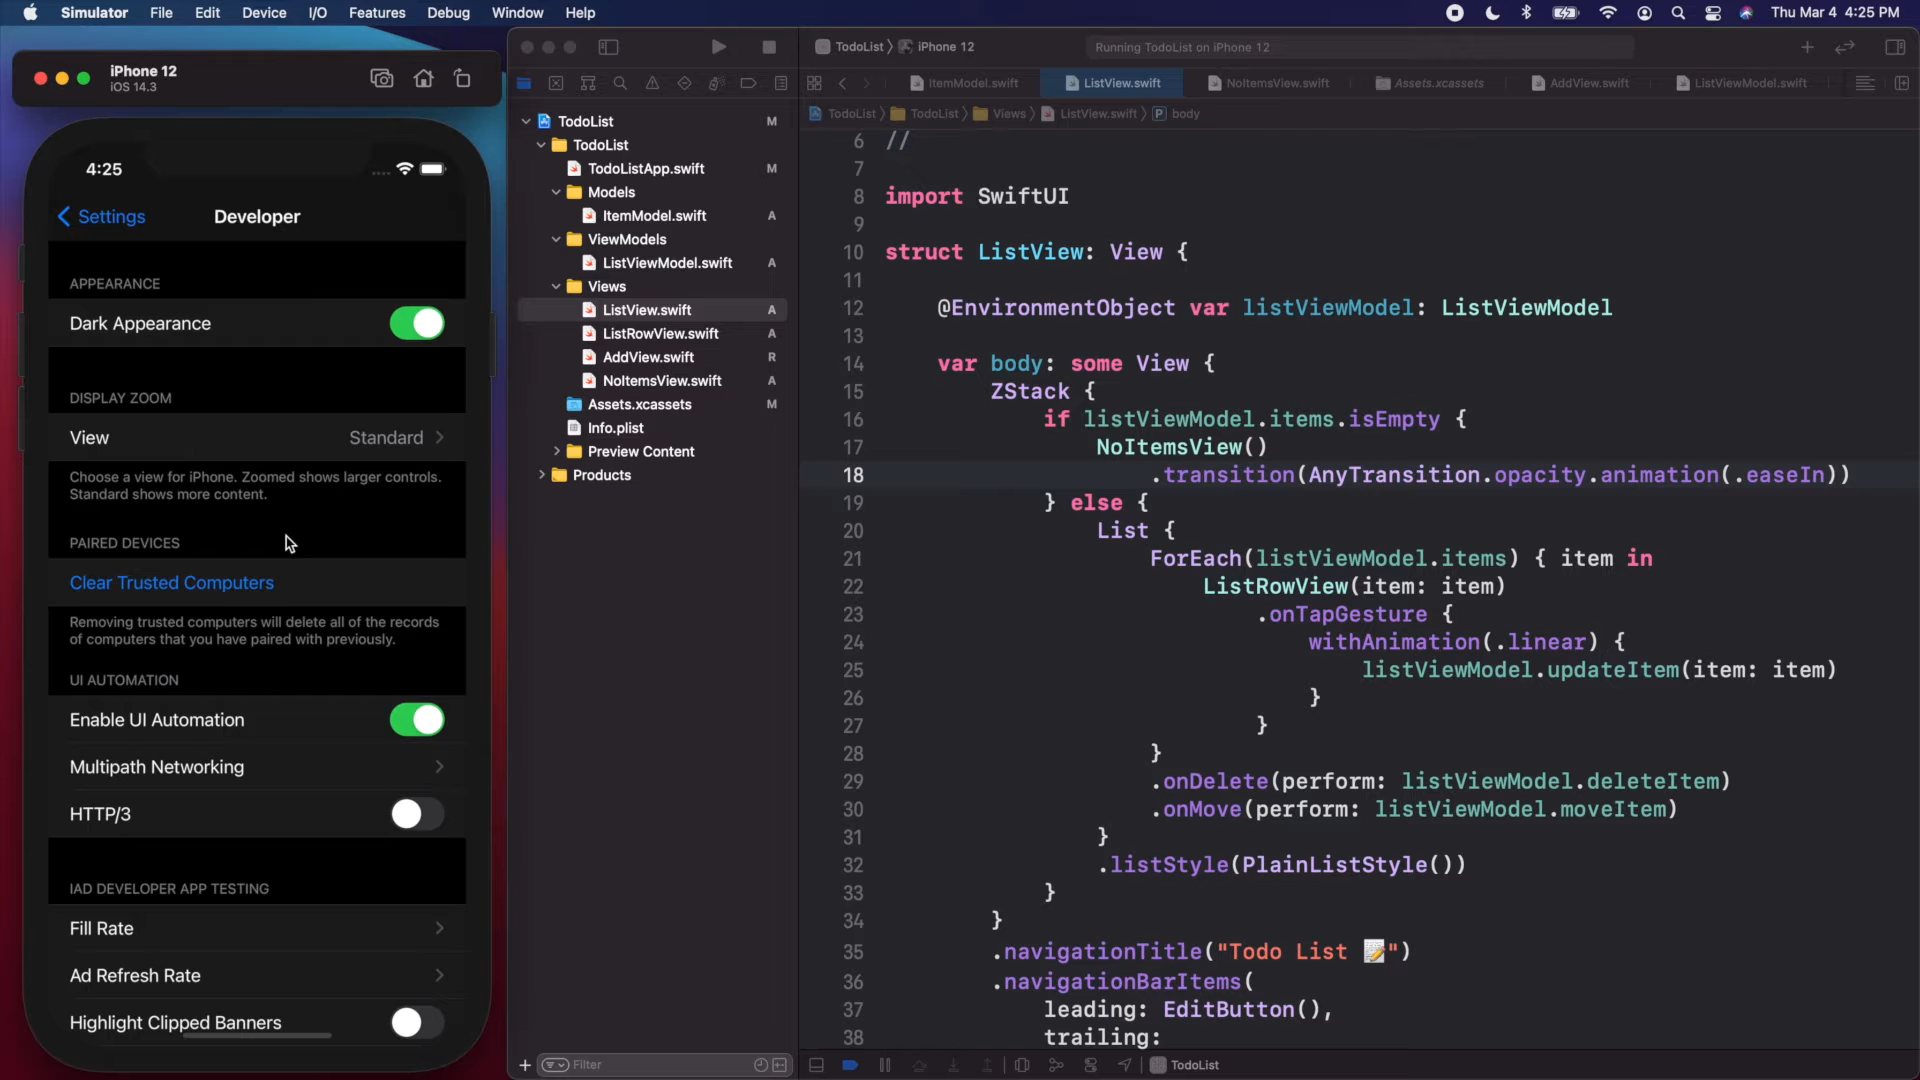 Simulator File Edit Device I/O Features Debug Window Help
Thu Mar 4 4:25 PM
iPhone 12
iOS 14.3
4:25
Settings
Developer
APPEARANCE
Dark Appearance
DISPLAY ZOOM
View Standard
Choose a view for iPhone. Zoomed shows larger controls.
Standard shows more content.
PAIRED DEVICES
Clear Trusted Computers
Removing trusted computers will delete all of the records
of computers that you have paired with previously.
UI AUTOMATION
Enable UI Automation
Multipath Networking
HTTP/3
IAD DEVELOPER APP TESTING
Fill Rate
Ad Refresh Rate
Highlight Clipped Banners
TodoList M
TodoList
TodoListApp.swift M
Models
ItemModel.swift A
ViewModels
ListViewModel.swift A
Views
ListView.swift A
ListRowView.swift A
AddView.swift R
NoItemsView.swift A
Assets.xcassets M
Info.plist
Preview Content
Products
Filter
TodoList iPhone 12
Running TodoList on iPhone 12
ItemModel.swift ListView.swift NoItemsView.swift Assets.xcassets AddView.swift ListViewModel.swift
TodoList TodoList Views ListView.swift P body
6 //
7
8 import SwiftUI
9
10 struct ListView: View {
11
12 @EnvironmentObject var listViewModel: ListViewModel
13
14 var body: some View {
15 ZStack {
16 if listViewModel.items.isEmpty {
17 NoItemsView()
18 .transition(AnyTransition.opacity.animation(.easeIn))
19 } else {
20 List {
21 ForEach(listViewModel.items) { item in
22 ListRowView(item: item)
23 .onTapGesture {
24 withAnimation(.linear) {
25 listViewModel.updateItem(item: item)
26 }
27 }
28 }
29 .onDelete(perform: listViewModel.deleteItem)
30 .onMove(perform: listViewModel.moveItem)
31 }
32 .listStyle(PlainListStyle())
33 }
34 }
35 .navigationTitle("Todo List 📝")
36 .navigationBarItems(
37 leading: EditButton(),
38 trailing:
TodoList